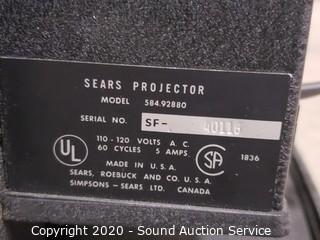 SEARS PROJECTOR
MODEL 584.92880
SERIAL NO. SF- 40116
110-120 VOLTS A. C.
60 CYCLES 5 AMPS.
UL
SA
1836
MADE IN U. S. A.
SEARS, ROEBUCK AND CO. U. S. A.
SIMPSONS-SEARS LTD. CANADA
Copyright 2020 - Sound Auction Service